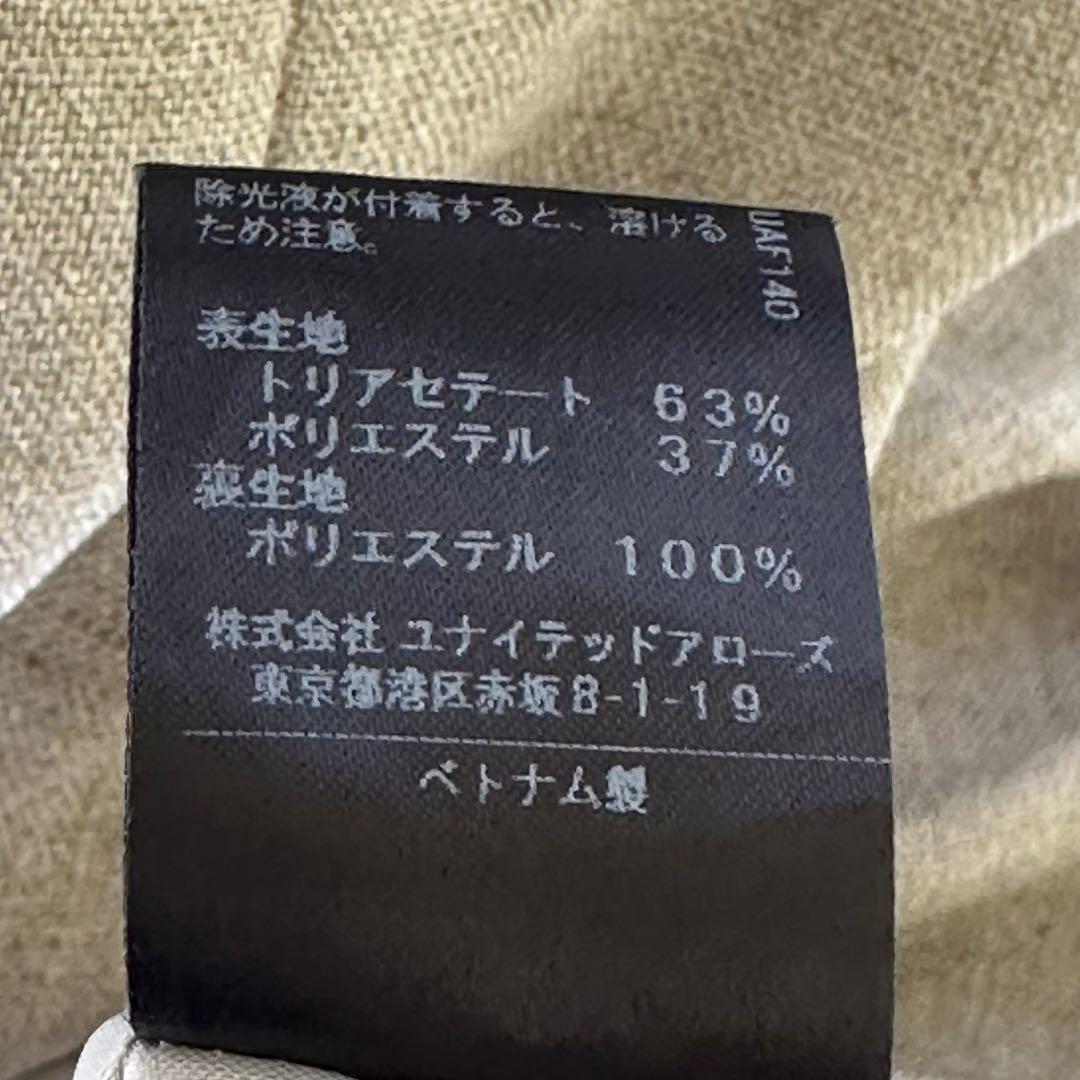 除光液が付着すると、溶ける
ため注意。
UAF140
表生地
トリアセテート 63%
ポリエステル 37%
裏生地
ポリエステル 100%
株式会社 ユナイテッドアローズ
東京都港区赤坂8-1-19
ベトナム製